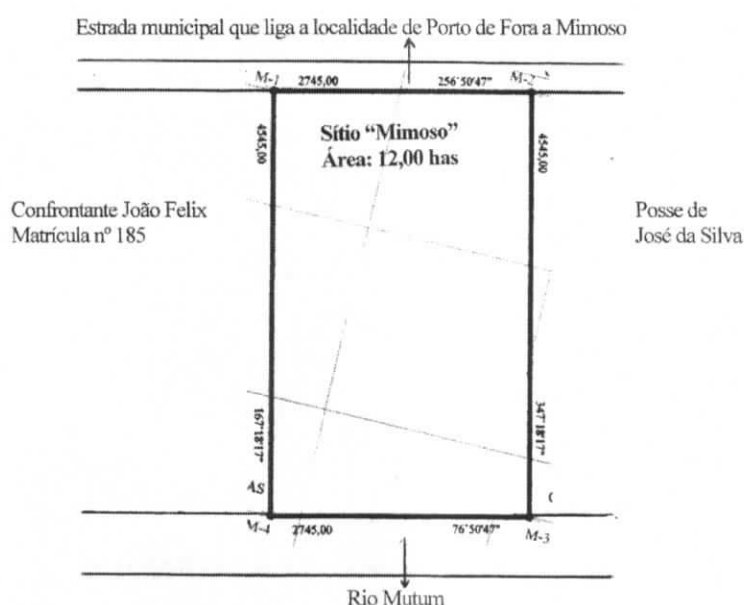 Estrada municipal que liga a localidade de Porto de Fora a Mimoso
M-1
2745,00
256°50'47"
M-2
4545,00
Sítio “Mimoso”
Área: 12,00 has
4545,00
Confrontante João Felix
Matrícula nº 185
Posse de
José da Silva
167°18'17"
347°18'17"
AS
M-4
2745,00
76°50'47"
M-3
Rio Mutum